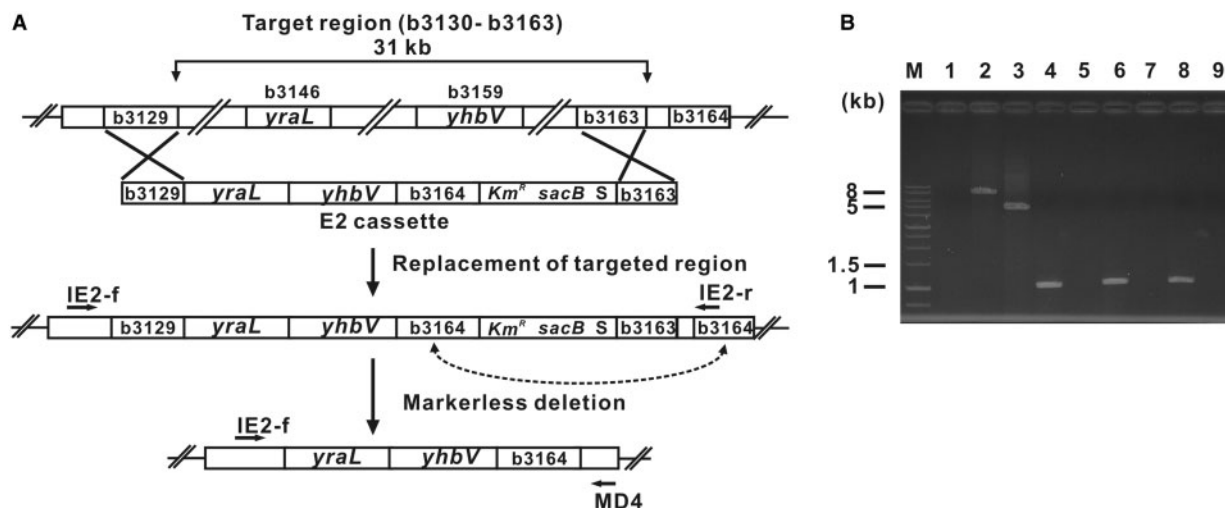 A
Target region (b3130- b3163)
31 kb
b3146 b3159
b3129 yraL yhbV b3163 b3164
b3129 yraL yhbV b3164 Kmᴿ sacB S b3163
E2 cassette
Replacement of targeted region
IE2-f IE2-r
b3129 yraL yhbV b3164 Kmᴿ sacB S b3163 b3164
Markerless deletion
IE2-f
yraL yhbV b3164
MD4
B
M 1 2 3 4 5 6 7 8 9
(kb)
8
5
1.5
1